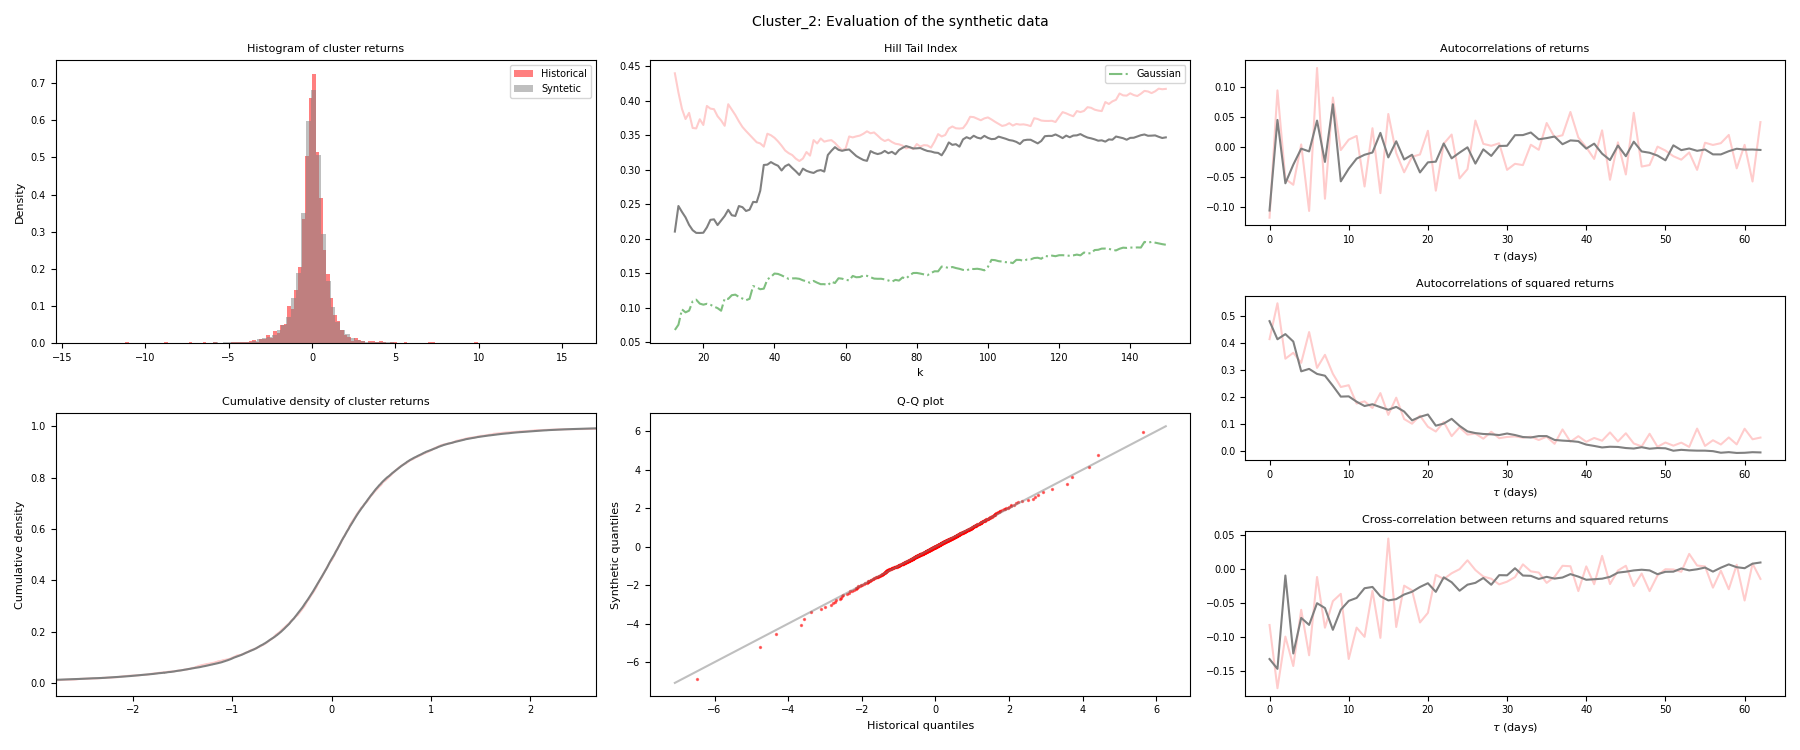 Cluster_2: Evaluation of the synthetic data
Histogram of cluster returns
Historical
Syntetic
Density
0.7
0.6
0.5
0.4
0.3
0.2
0.1
0.0
−15 −10 −5 0 5 10 15
Hill Tail Index
Gaussian
0.45
0.40
0.35
0.30
0.25
0.20
0.15
0.10
0.05
20 40 60 80 100 120 140
k
Autocorrelations of returns
0.10
0.05
0.00
−0.05
−0.10
0 10 20 30 40 50 60
τ (days)
Autocorrelations of squared returns
0.5
0.4
0.3
0.2
0.1
0.0
0 10 20 30 40 50 60
τ (days)
Cumulative density of cluster returns
Cumulative density
1.0
0.8
0.6
0.4
0.2
0.0
−2 −1 0 1 2
Q-Q plot
Synthetic quantiles
6
4
2
0
−2
−4
−6
−6 −4 −2 0 2 4 6
Historical quantiles
Cross-correlation between returns and squared returns
0.05
0.00
−0.05
−0.10
−0.15
0 10 20 30 40 50 60
τ (days)